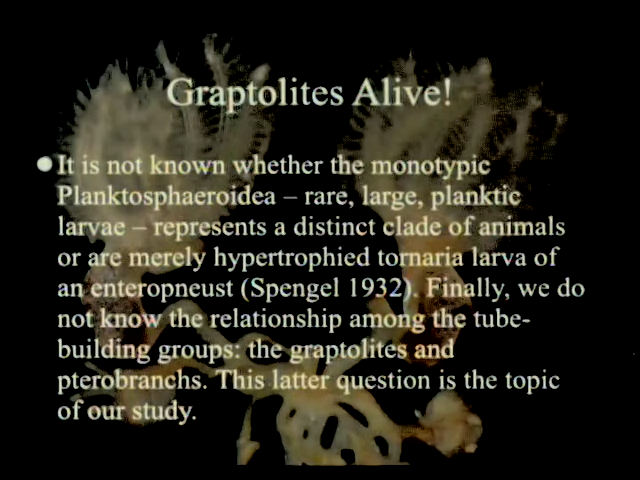 Graptolites Alive!
It is not known whether the monotypic
Planktosphaeroidea – rare, large, planktic
larvae – represents a distinct clade of animals
or are merely hypertrophied tornaria larva of
an enteropneust (Spengel 1932). Finally, we do
not know the relationship among the tube-
building groups: the graptolites and
pterobranchs. This latter question is the topic
of our study.